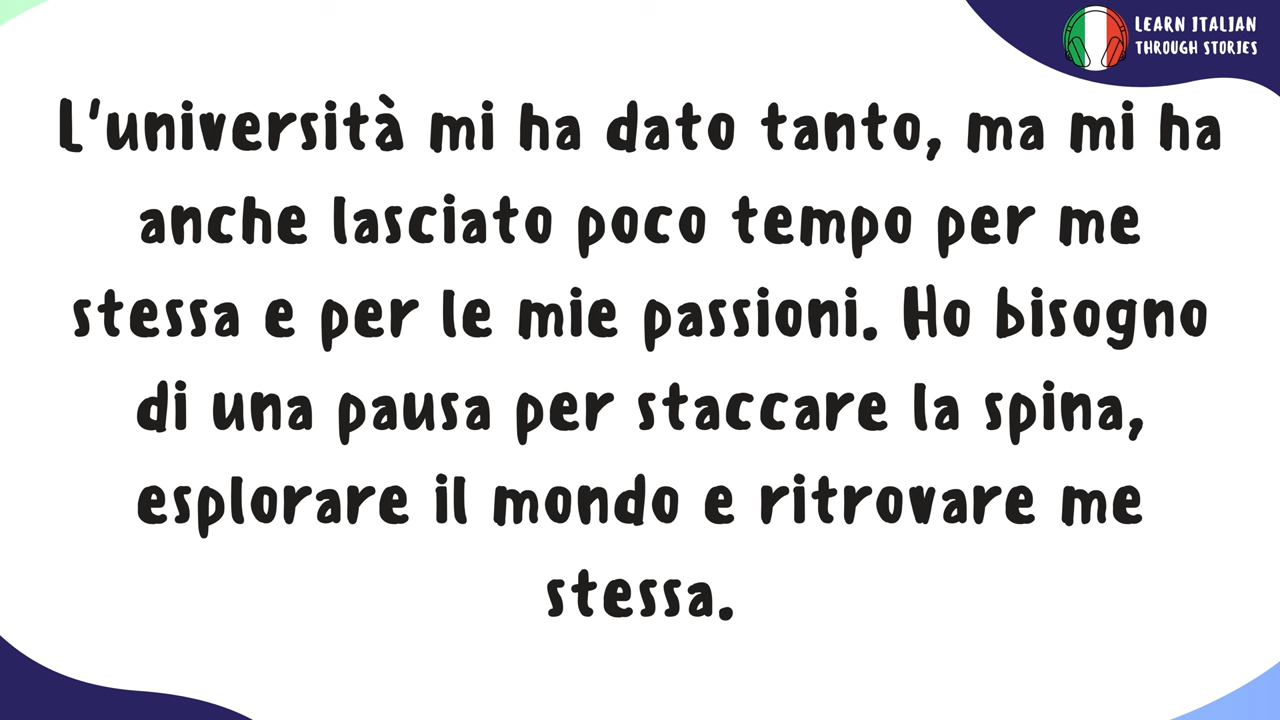 LEARN ITALIAN
THROUGH STORIES
L'università mi ha dato tanto, ma mi ha
anche lasciato poco tempo per me
stessa e per le mie passioni. Ho bisogno
di una pausa per staccare la spina,
esplorare il mondo e ritrovare me
stessa.